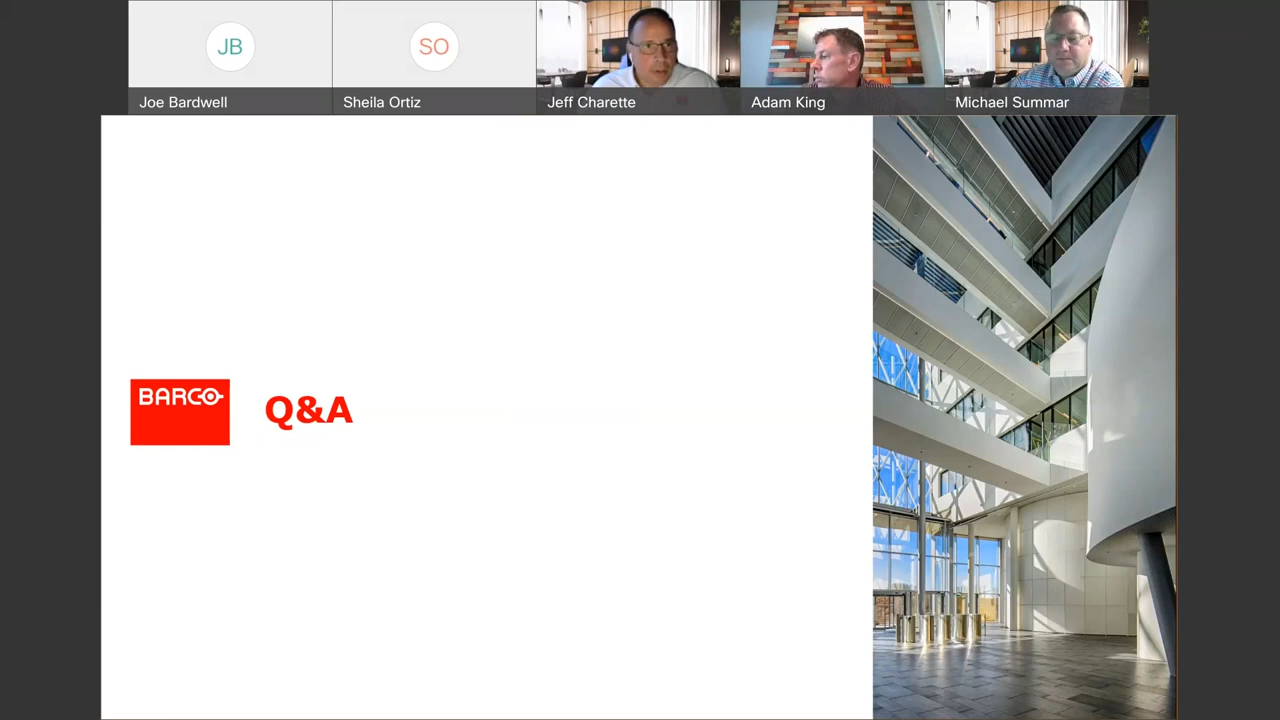 JB
SO
Joe Bardwell
Sheila Ortiz
Jeff Charette
Adam King
Michael Summar
BARCO
Q&A